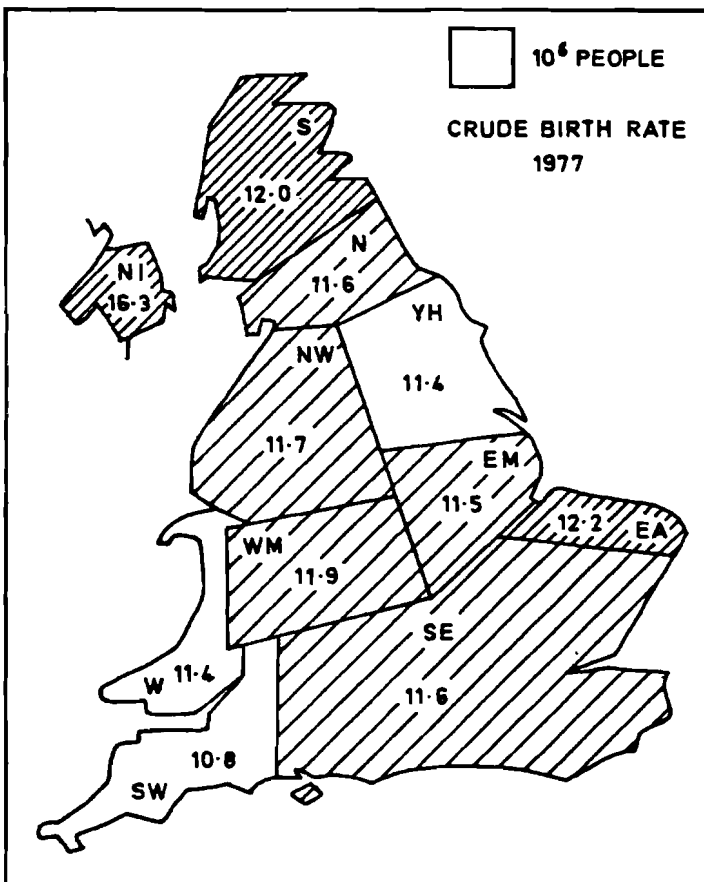 10⁶ PEOPLE
CRUDE BIRTH RATE
1977
S
12·0
N
11·6
NI
16·3
YH
11·4
NW
11·7
EM
11·5
12·2
EA
WM
11·9
SE
11·6
W
11·4
10·8
SW